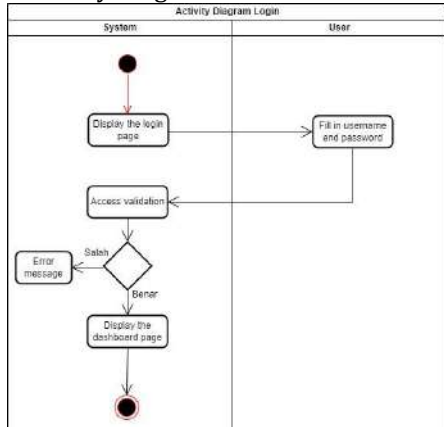 Activity Diagram Login
System
User
Display the login
page
Fill in username
and password
Access validation
Salah
Error
message
Benar
Display the
dashboard page